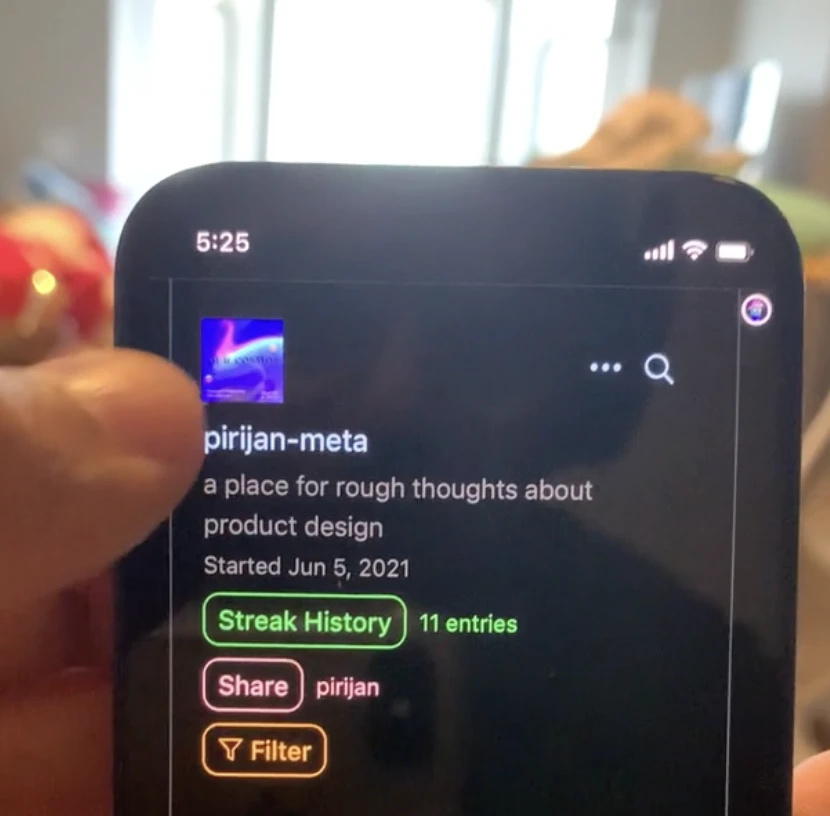 5:25
pirijan-meta
a place for rough thoughts about
product design
Started Jun 5, 2021
Streak History 11 entries
Share pirijan
Filter